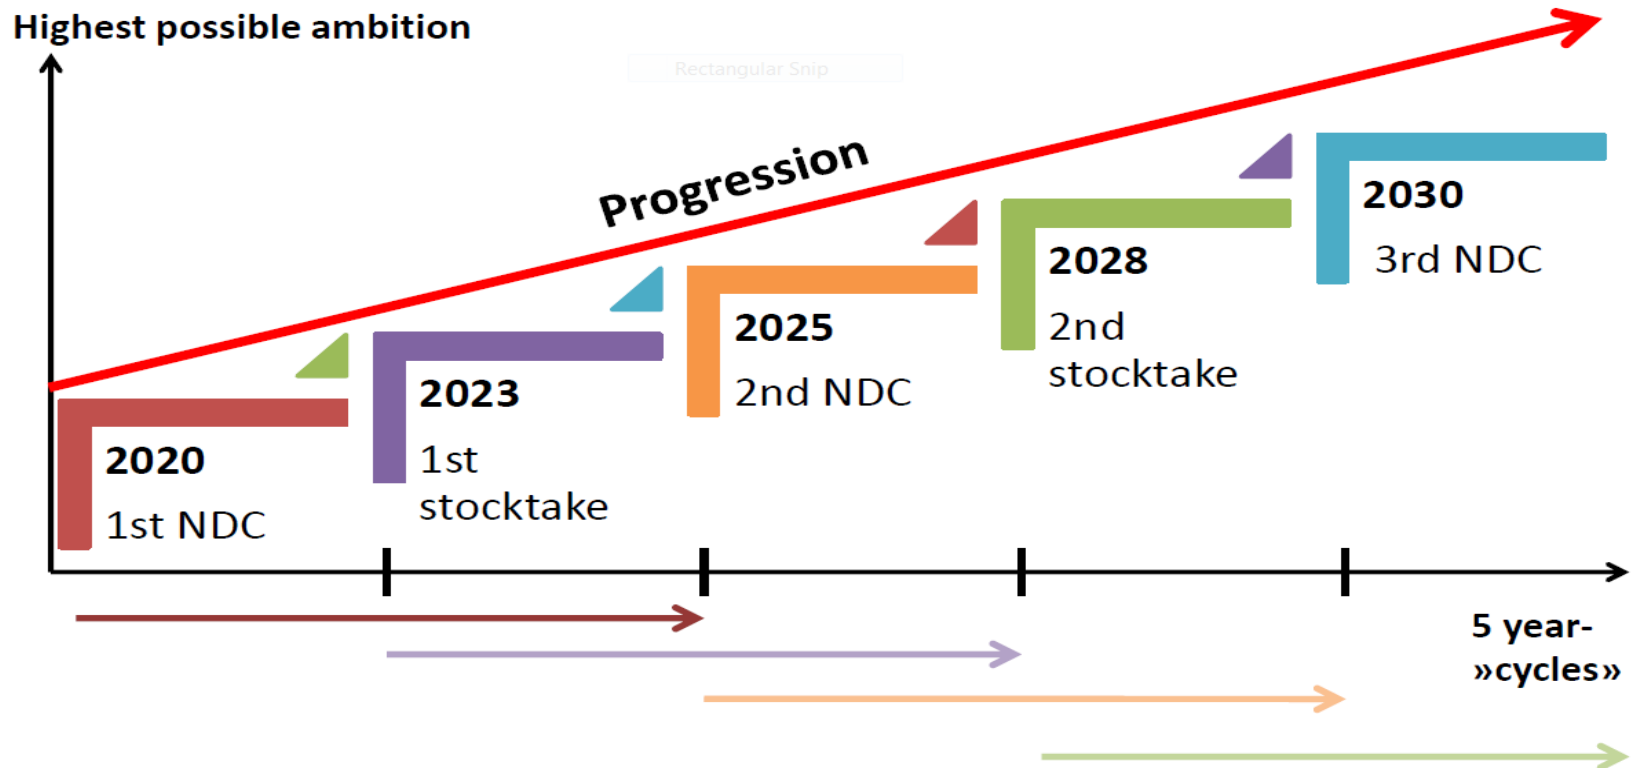 Highest possible ambition
Rectangular Snip
Progression
2020
1st NDC
2023
1st
stocktake
2025
2nd NDC
2028
2nd
stocktake
2030
3rd NDC
5 year-
»cycles»